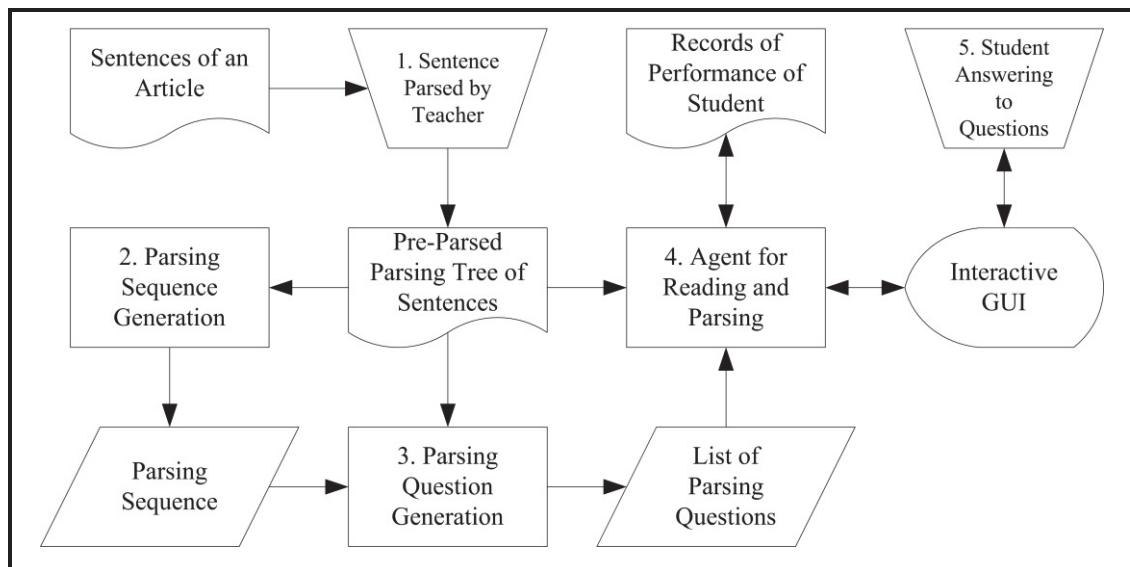 Sentences of an
Article
1. Sentence
Parsed by
Teacher
Records of
Performance of
Student
5. Student
Answering
to
Questions
2. Parsing
Sequence
Generation
Pre-Parsed
Parsing Tree of
Sentences
4. Agent for
Reading and
Parsing
Interactive
GUI
Parsing
Sequence
3. Parsing
Question
Generation
List of
Parsing
Questions